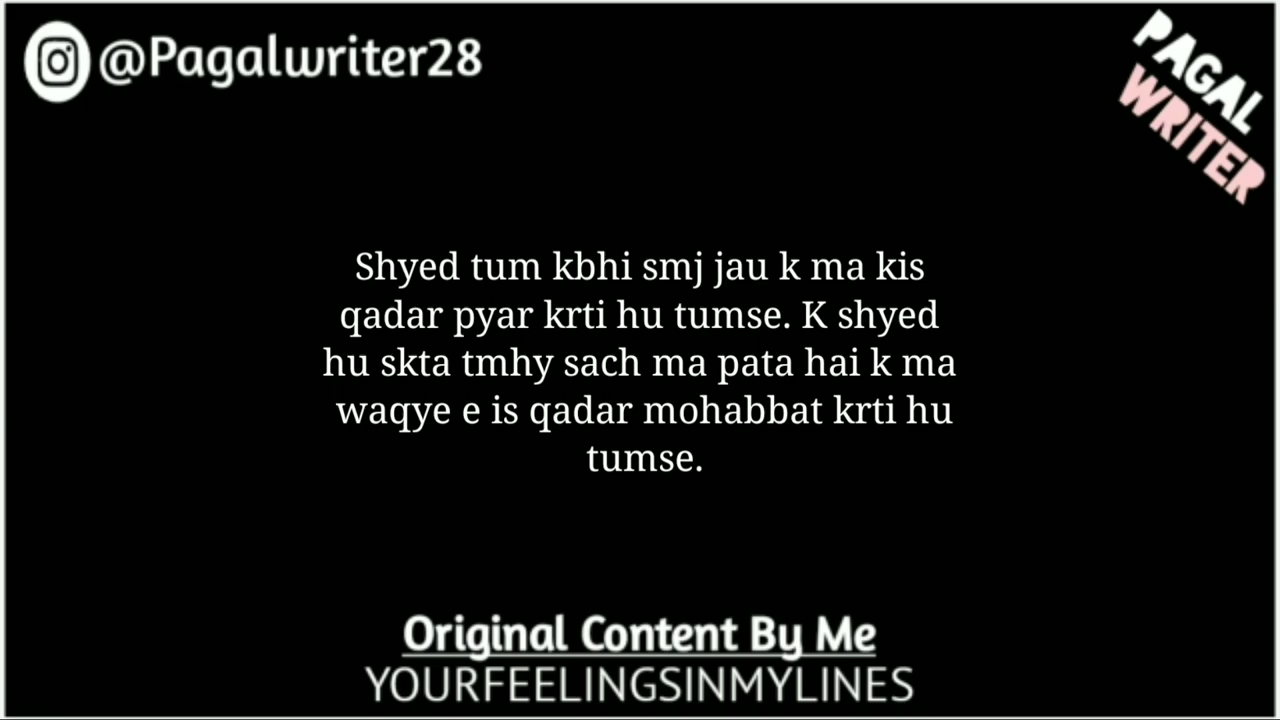 @Pagalwriter28
PAGAL
WRITER
Shyed tum kbhi smj jau k ma kis
qadar pyar krti hu tumse. K shyed
hu skta tmhy sach ma pata hai k ma
waqye e is qadar mohabbat krti hu
tumse.
Original Content By Me
YOURFEELINGSINMYLINES